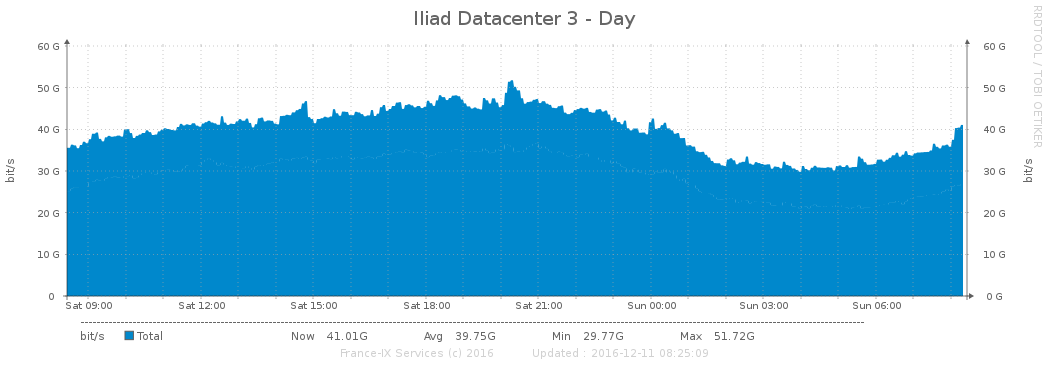 Iliad Datacenter 3 - Day
RRDTOOL / TOBI OETIKER
60 G 60 G
50 G 50 G
40 G 40 G
30 G 30 G
20 G 20 G
10 G 10 G
0 0 G
bit/s bit/s
Sat 09:00 Sat 12:00 Sat 15:00 Sat 18:00 Sat 21:00 Sun 00:00 Sun 03:00 Sun 06:00
bit/s Total Now 41.01G Avg 39.75G Min 29.77G Max 51.72G
France-IX Services (c) 2016 Updated : 2016-12-11 08:25:09